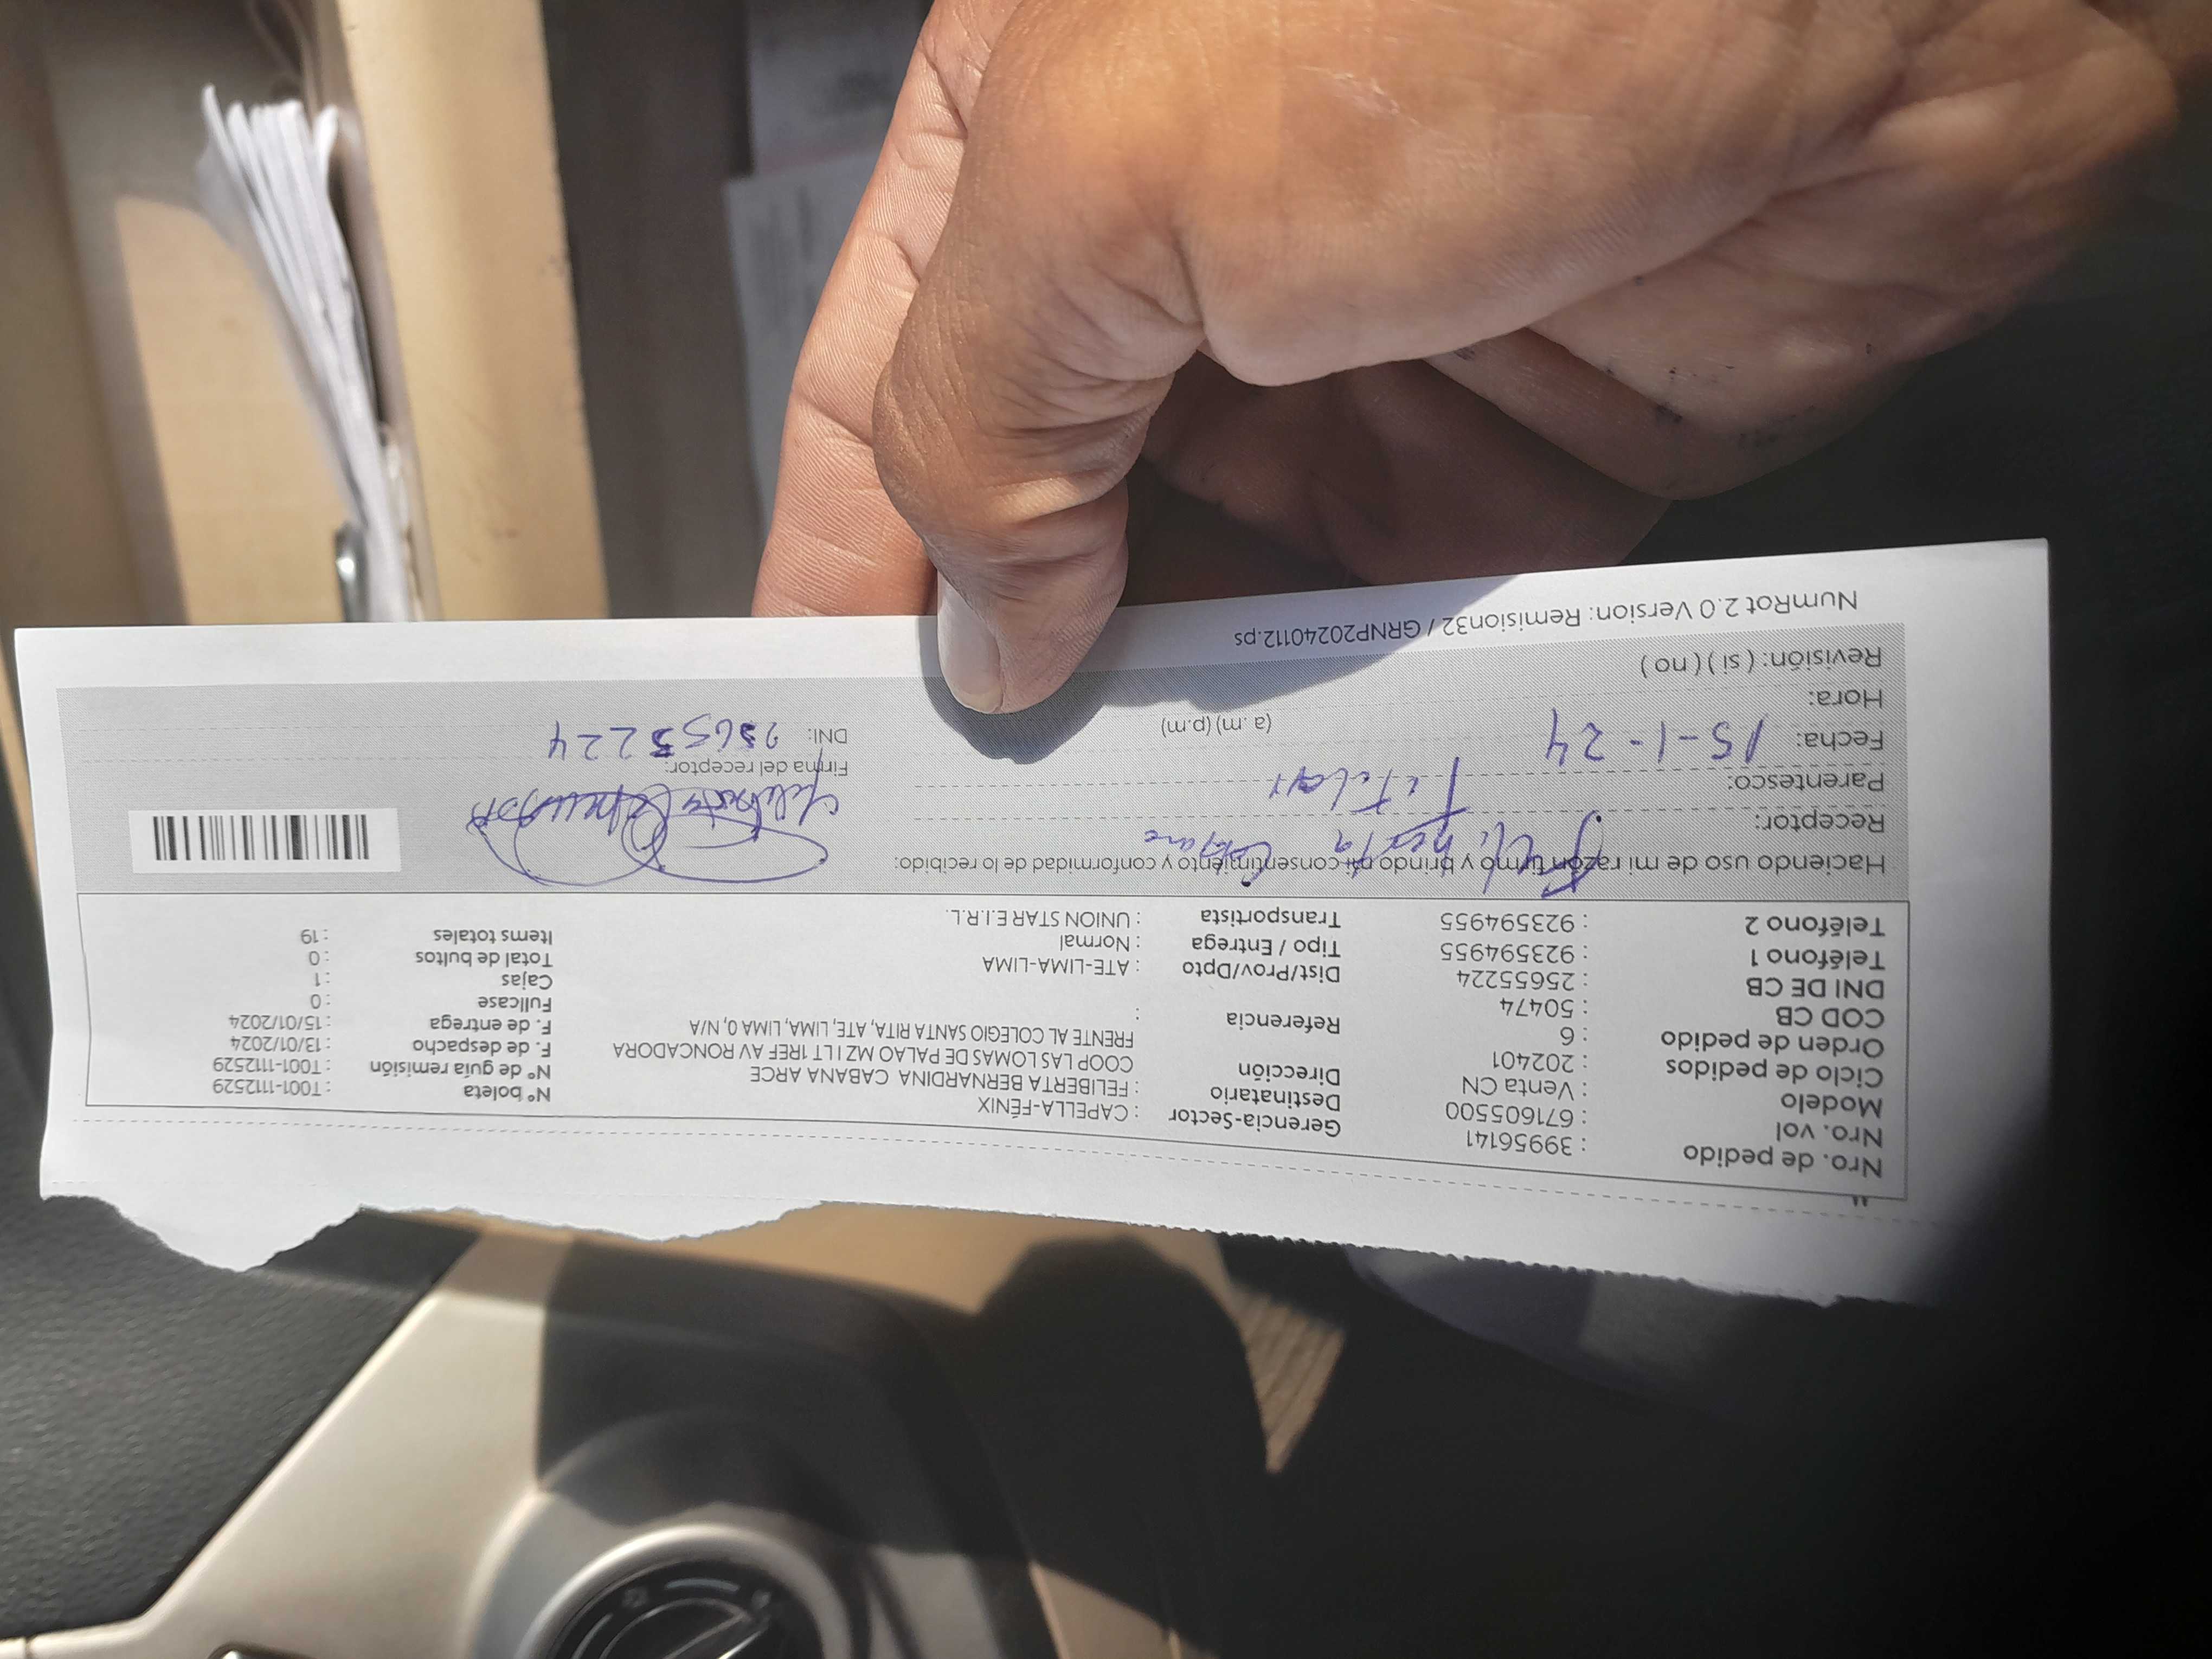 Nro. de pedido : 39956141
Nro. vol : 671605500
Modelo : Venta CN
Ciclo de pedidos : 202401
Orden de pedido : 6
COD CB : 50474
DNI DE CB : 25655224
Teléfono 1 : 923594955
Teléfono 2 : 923594955
Gerencia-Sector : CAPELLA-FÉNIX
Destinatario : FELIBERTA BERNARDINA CABANA ARCE
Dirección COOP LAS LOMAS DE PALAO MZ I LT 1REF AV RONCADORA
FRENTE AL COLEGIO SANTA RITA, ATE, LIMA, LIMA 0, N/A
Referencia :
Dist/Prov/Dpto : ATE-LIMA-LIMA
Tipo / Entrega : Normal
Transportista : UNION STAR E.I.R.L.
Nº boleta : T001-1112529
Nº de guía remisión : T001-1112529
F. de despacho : 13/01/2024
F. de entrega : 15/01/2024
Fullcase : 0
Cajas : 1
Total de bultos : 0
Items totales : 19
Haciendo uso de mi razón firmo y brindo mi consentimiento y conformidad de lo recibido:
Receptor: Feliberta
Parentesco: Titular
Fecha: 15-1-24
Hora: (a.m) (p.m)
Revisión: ( si ) ( no )
Firma del receptor:
DNI:
NumRot 2.0 Version: Remision32 / GRNP20240112.ps